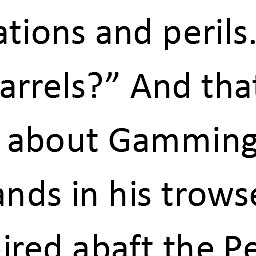 ations and perils.
arrels?” And that
about Gamming
ands in his trowse
ired abaft the Pe